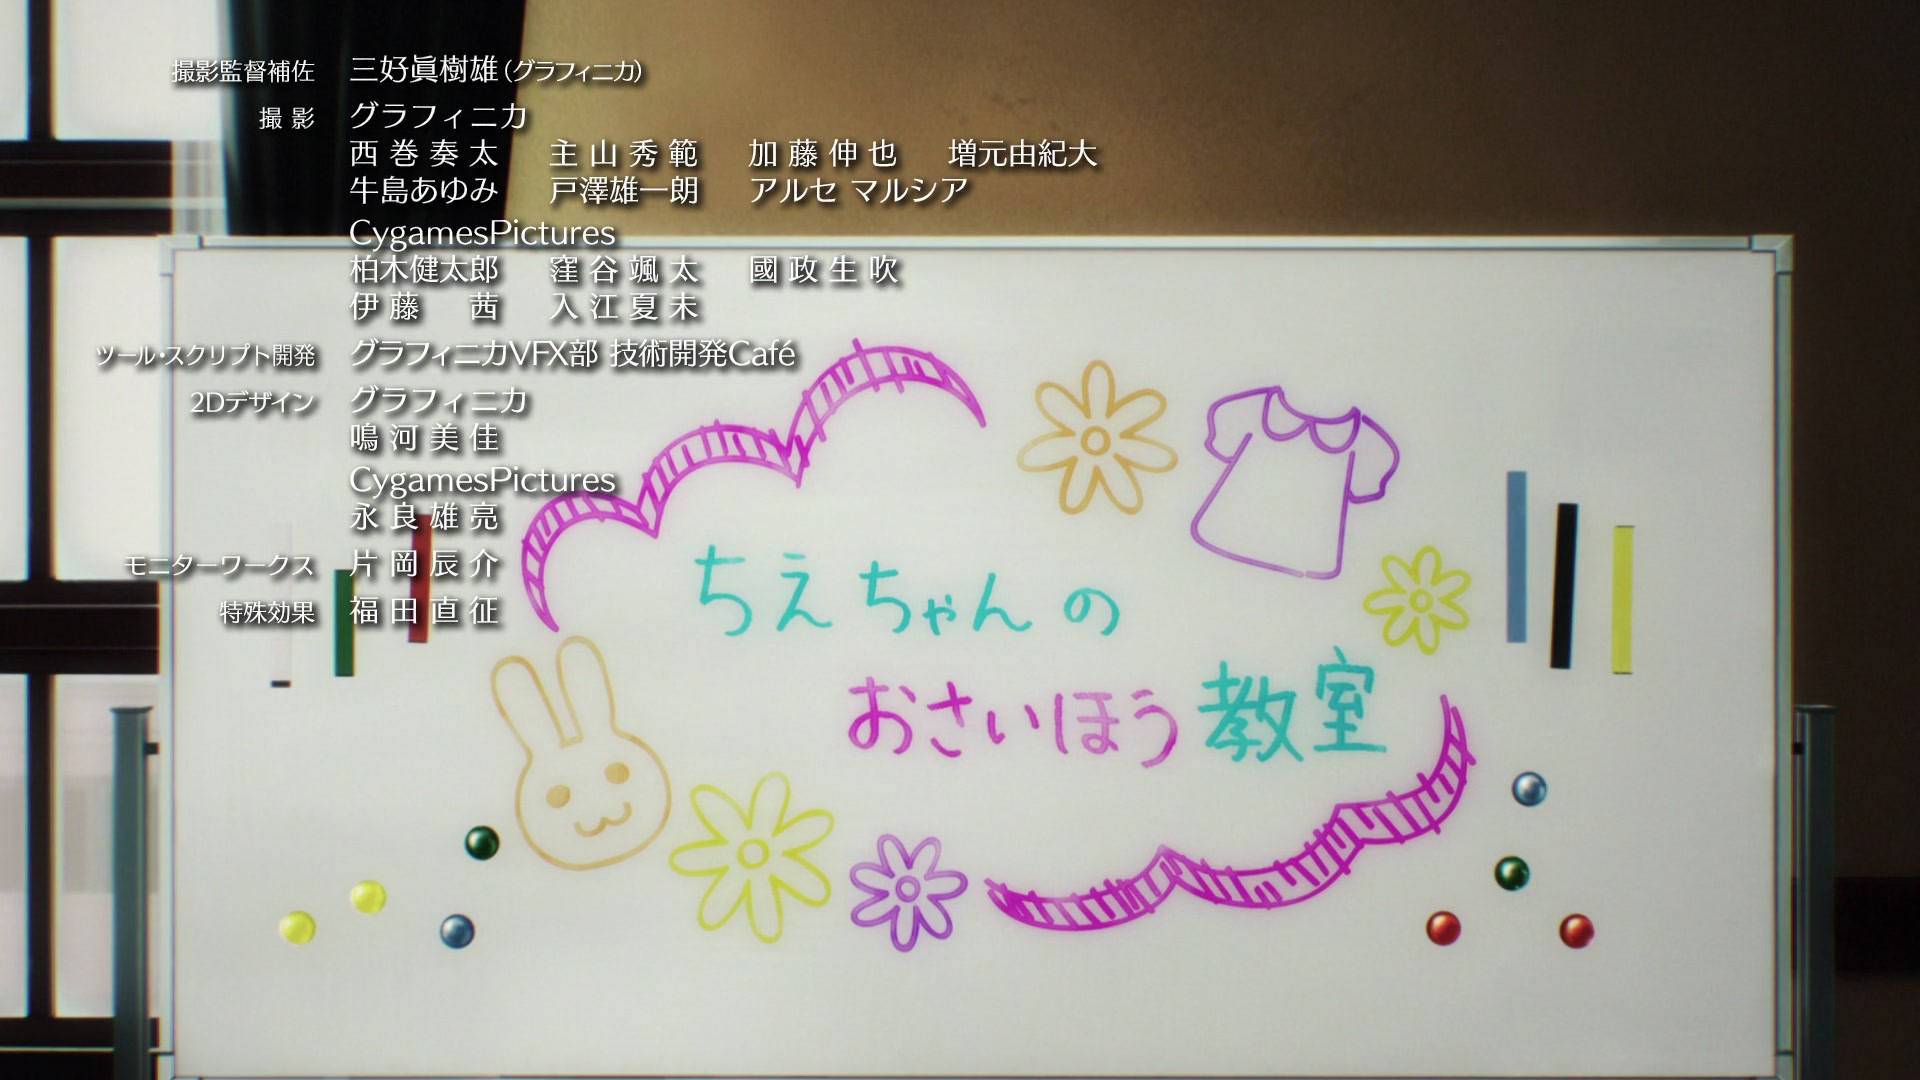 撮影監督補佐 三好眞樹雄(グラフィニカ)
撮影 グラフィニカ
西巻奏太 主山秀範 加藤伸也 増元由紀大
牛島あゆみ 戸澤雄一朗 アルセ マルシア
CygamesPictures
柏木健太郎 窪谷颯太 國政生吹
伊藤茜 入江夏未
ツール・スクリプト開発 グラフィニカVFX部 技術開発Café
2Dデザイン グラフィニカ
鳴河美佳
CygamesPictures
永良雄亮
モニターワークス 片岡辰介
特殊効果 福田直征
ちえちゃんの
おさいほう教室